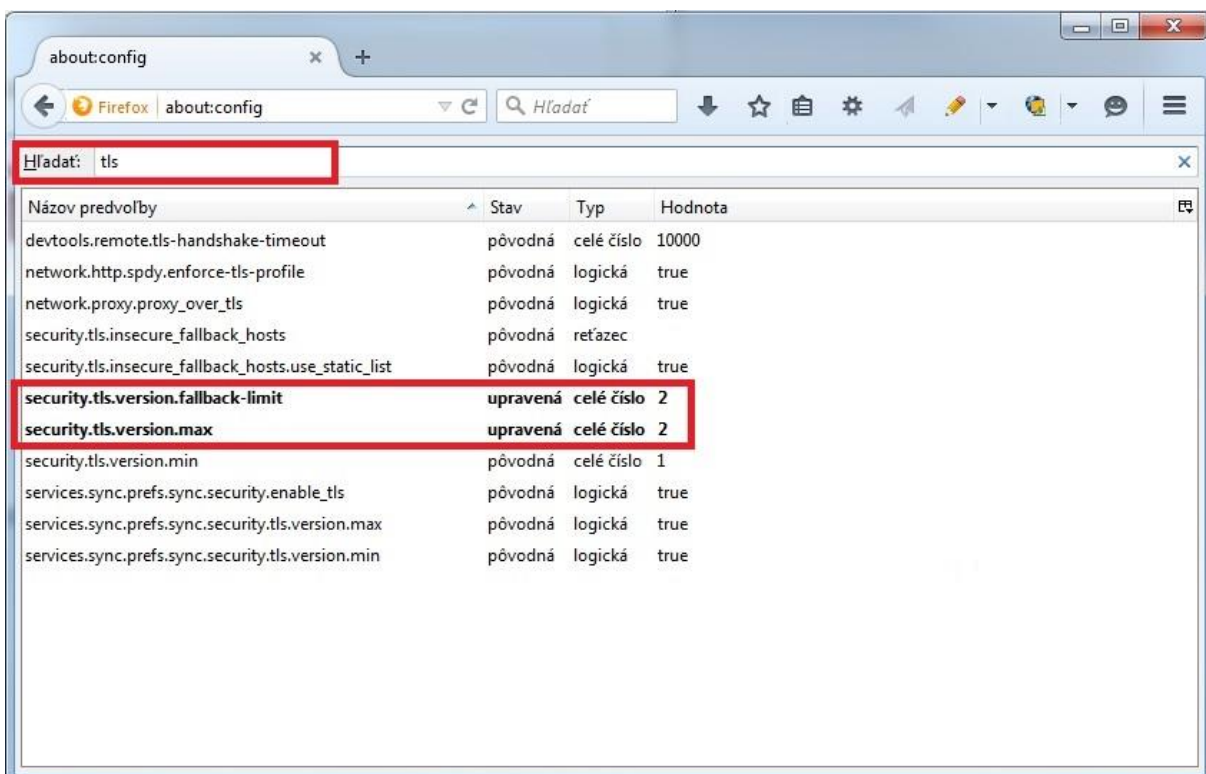 about:config
Firefox about:config Hľadať
Hľadať: tls
Názov predvoľby Stav Typ Hodnota
devtools.remote.tls-handshake-timeout pôvodná celé číslo 10000
network.http.spdy.enforce-tls-profile pôvodná logická true
network.proxy.proxy_over_tls pôvodná logická true
security.tls.insecure_fallback_hosts pôvodná reťazec
security.tls.insecure_fallback_hosts.use_static_list pôvodná logická true
security.tls.version.fallback-limit upravená celé číslo 2
security.tls.version.max upravená celé číslo 2
security.tls.version.min pôvodná celé číslo 1
services.sync.prefs.sync.security.enable_tls pôvodná logická true
services.sync.prefs.sync.security.tls.version.max pôvodná logická true
services.sync.prefs.sync.security.tls.version.min pôvodná logická true